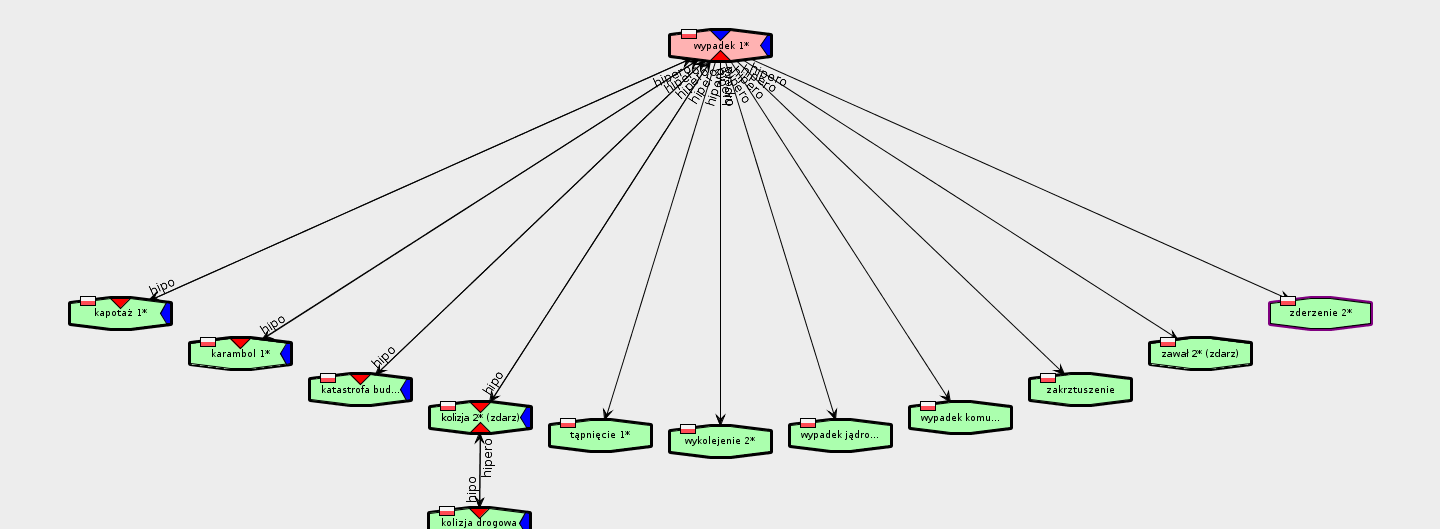 wypadek 1*
hipero
hipero
hipero
hipero
hipero
hipero
hipero
hipero
hipo
kapotaż 1*
hipo
karambol 1*
hipo
katastrofa bud...
hipo
kolizja 2* (zdarz)
tąpnięcie 1*
wykolejenie 2*
wypadek jądro...
wypadek komu...
zakrztuszenie
zawał 2* (zdarz)
zderzenie 2*
hipero
hipo
kolizja drogowa